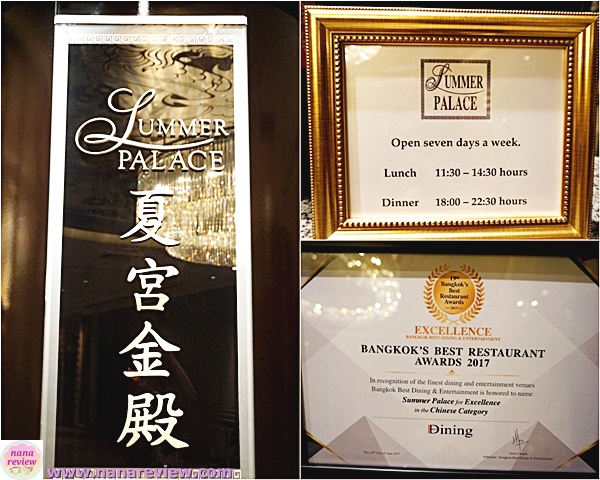 SUMMER
PALACE
夏宮金殿
SUMMER
PALACE
Open seven days a week.
Lunch 11:30 – 14:30 hours
Dinner 18:00 – 22:30 hours
19th
Bangkok's
Best
Restaurant
Awards
2017
EXCELLENCE
BANGKOK BEST DINING & ENTERTAINMENT
BANGKOK'S BEST RESTAURANT
AWARDS 2017
In recognition of the finest dining and entertainment venues
Bangkok Best Dining & Entertainment is honored to name
Summer Palace for Excellence
in the Chinese Category
Dining
nana
review
www.nanareview.com